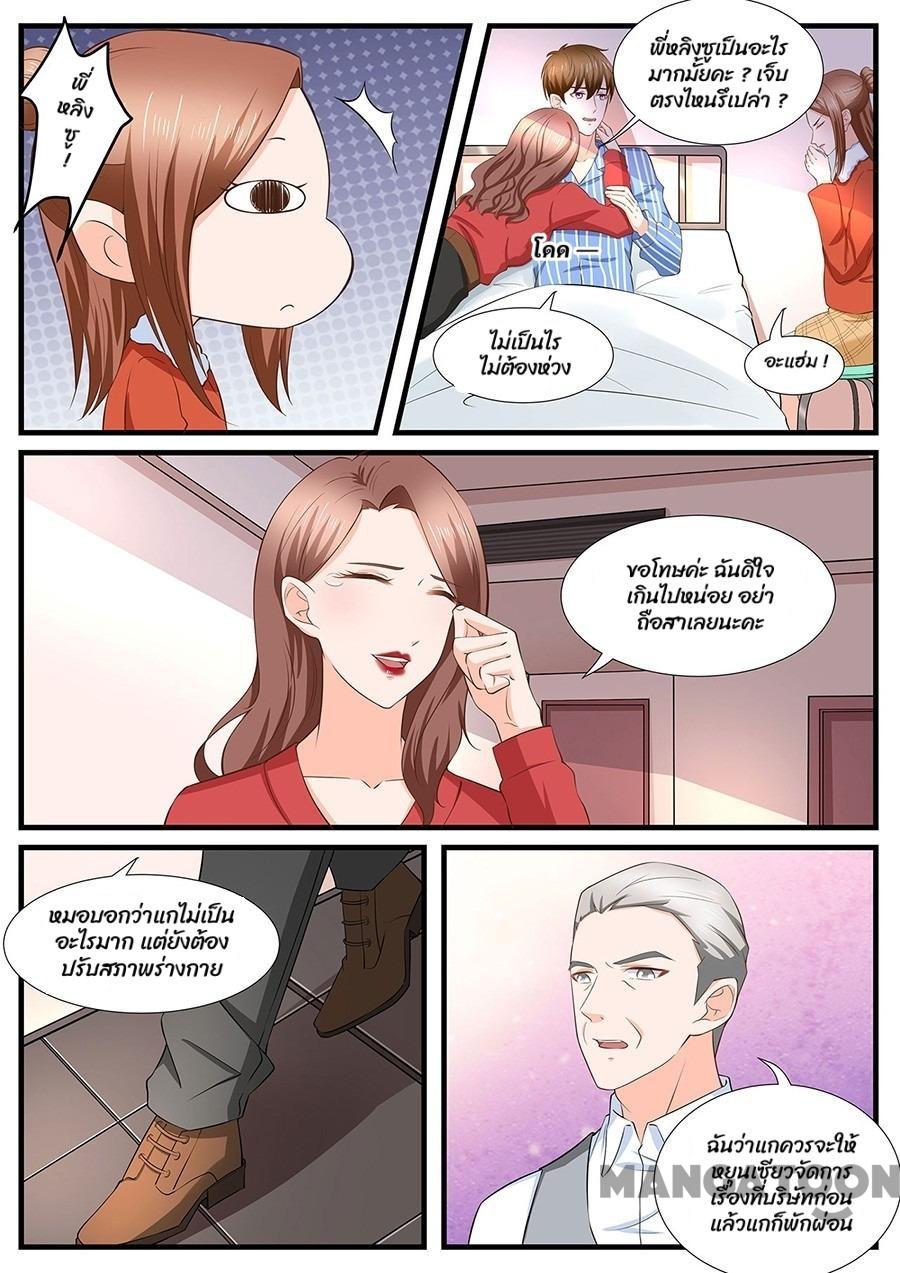 พี่
หลิง
ซู !
พี่หลิงซูเป็นอะไร
มากมั้ยคะ ? เจ็บ
ตรงไหนรึเปล่า ?
โดด —
ไม่เป็นไร
ไม่ต้องห่วง
อะแฮ่ม !
ขอโทษค่ะ ฉันดีใจ
เกินไปหน่อย อย่า
ถือสาเลยนะคะ
หมอบอกว่าแกไม่เป็น
อะไรมาก แต่ยังต้อง
ปรับสภาพร่างกาย
ฉันว่าแกควรจะให้
หยุนเซียวจัดการ
เรื่องที่บริษัทก่อน
แล้วแกก็พักผ่อน
MANGATOON